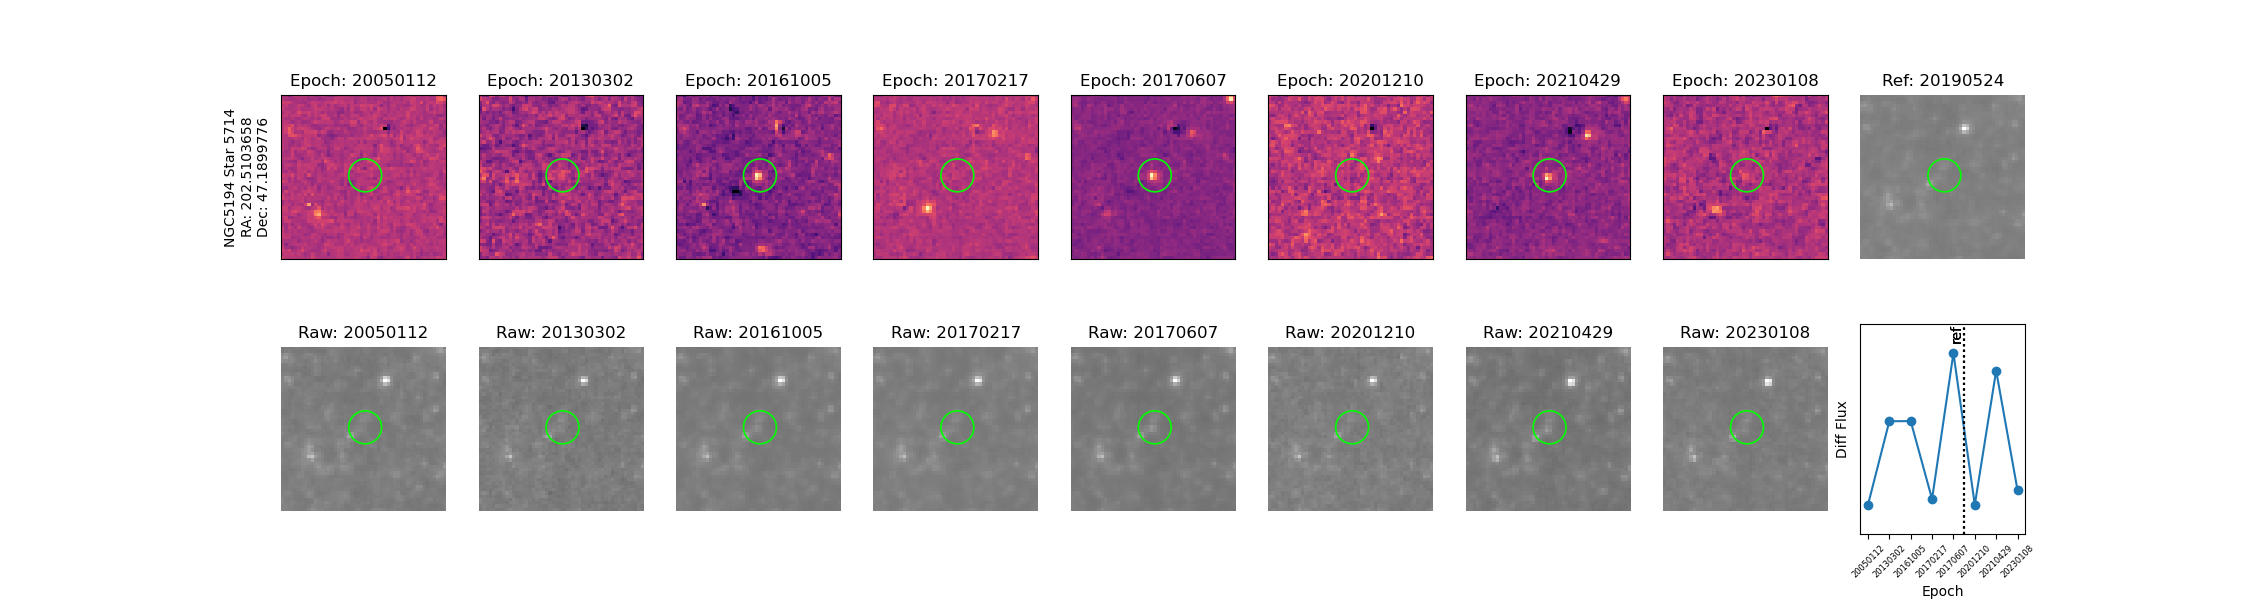 NGC5194 Star 5714
RA: 202.5103658
Dec: 47.1899776
Epoch: 20050112
Epoch: 20130302
Epoch: 20161005
Epoch: 20170217
Epoch: 20170607
Epoch: 20201210
Epoch: 20210429
Epoch: 20230108
Ref: 20190524
Raw: 20050112
Raw: 20130302
Raw: 20161005
Raw: 20170217
Raw: 20170607
Raw: 20201210
Raw: 20210429
Raw: 20230108
ref
Diff Flux
20050112
20130302
20161005
20170217
20170607
20201210
20210429
20230108
Epoch